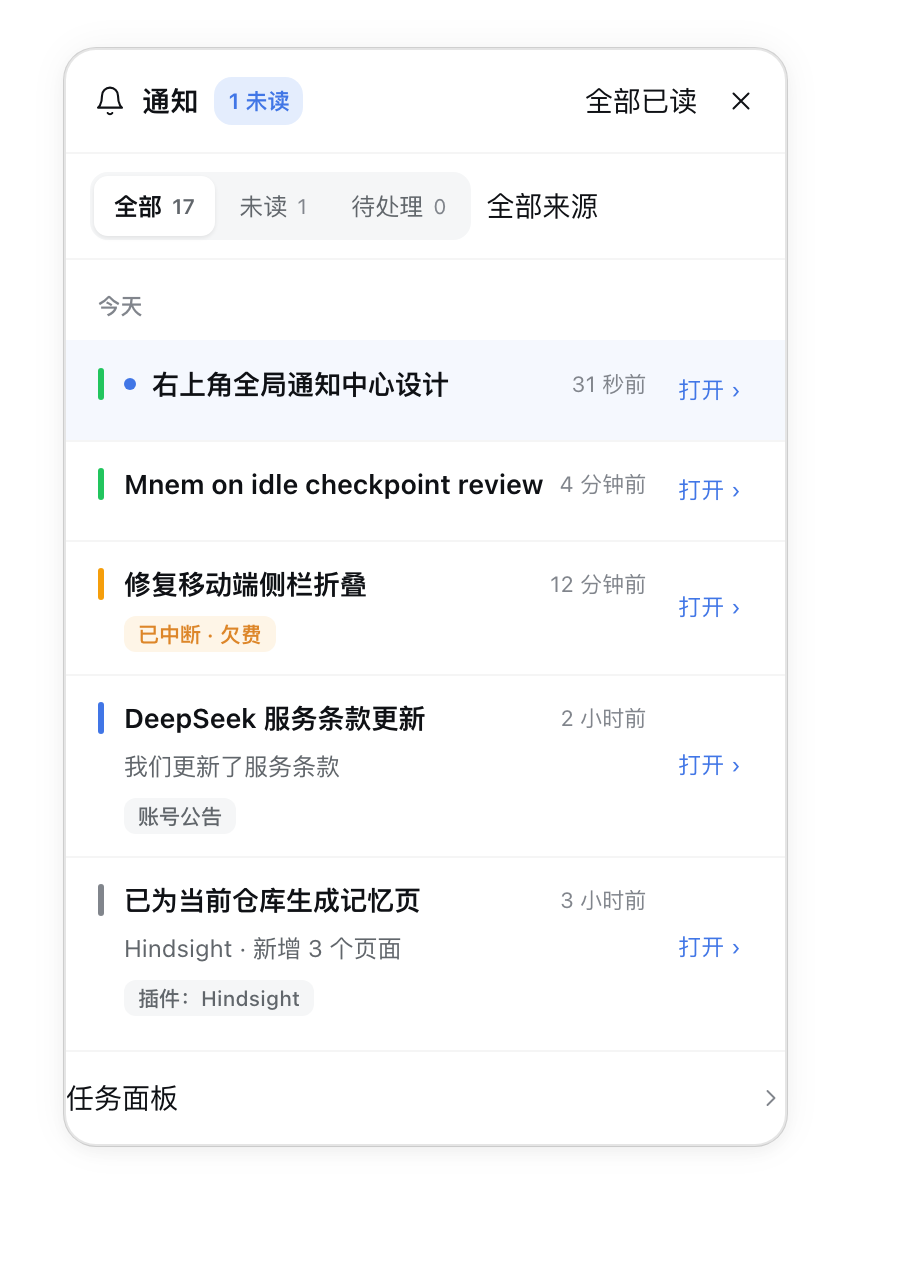 通知 1 未读 全部已读
全部 17 未读 1 待处理 0 全部来源
今天
右上角全局通知中心设计 31 秒前 打开 ›
Mnem on idle checkpoint review 4 分钟前 打开 ›
修复移动端侧栏折叠 12 分钟前
已中断 · 欠费 打开 ›
DeepSeek 服务条款更新 2 小时前
我们更新了服务条款 打开 ›
账号公告
已为当前仓库生成记忆页 3 小时前
Hindsight · 新增 3 个页面 打开 ›
插件：Hindsight
任务面板